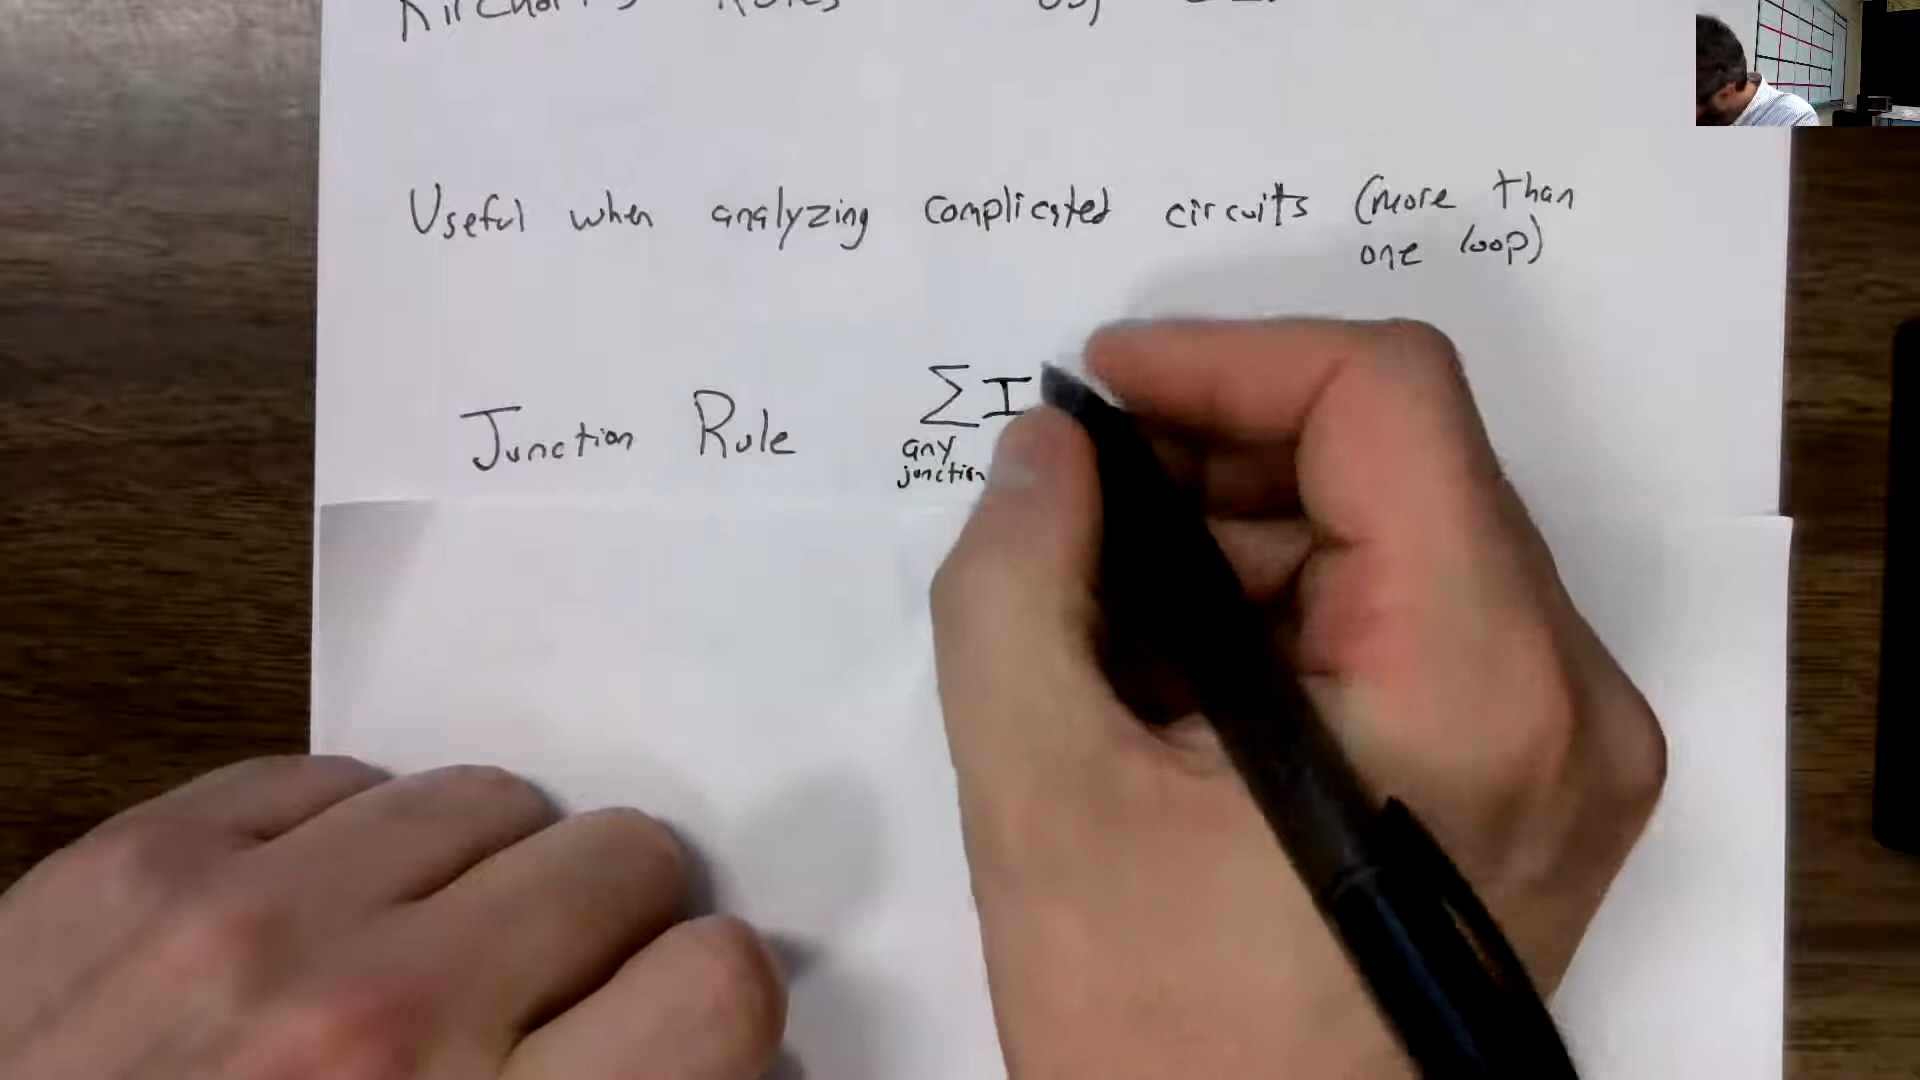 Useful when analyzing complicated circuits (more than
one loop)
Junction Rule ΣI
any
junction